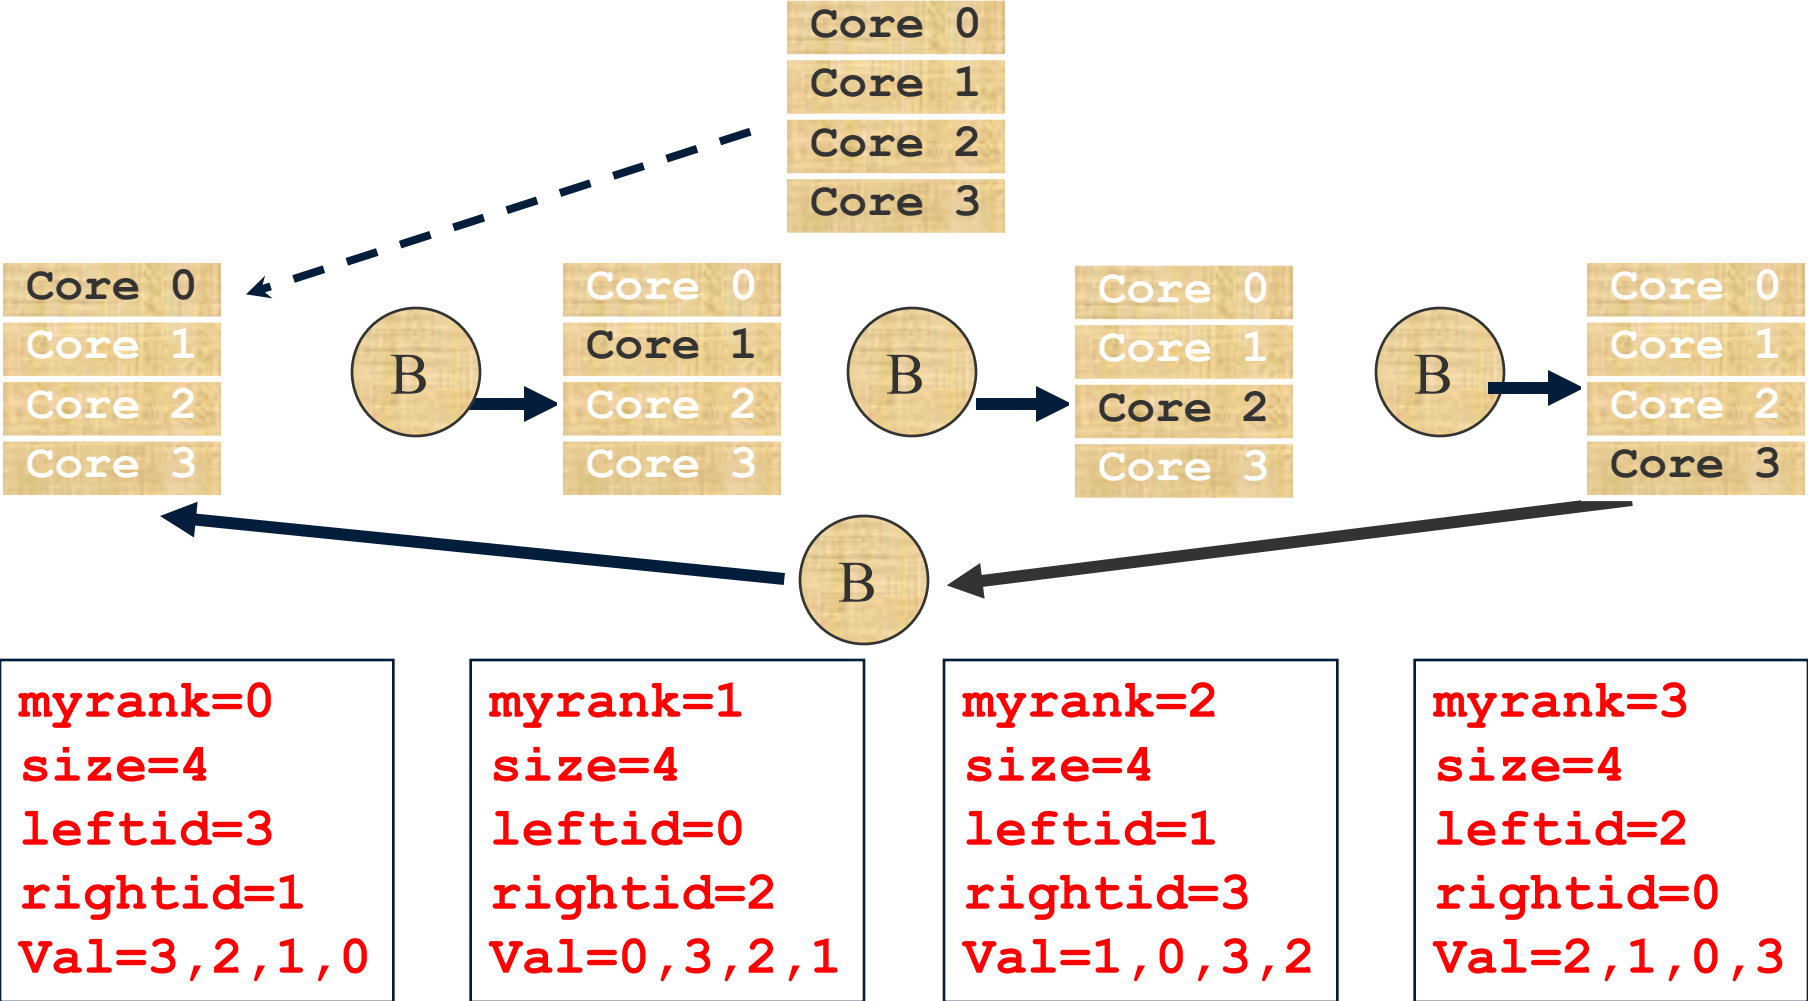 Core 0
Core 1
Core 2
Core 3
Core 0
Core 1
Core 2
Core 3
B
Core 0
Core 1
Core 2
Core 3
B
Core 0
Core 1
Core 2
Core 3
B
Core 0
Core 1
Core 2
Core 3
B
myrank=0
size=4
leftid=3
rightid=1
Val=3,2,1,0
myrank=1
size=4
leftid=0
rightid=2
Val=0,3,2,1
myrank=2
size=4
leftid=1
rightid=3
Val=1,0,3,2
myrank=3
size=4
leftid=2
rightid=0
Val=2,1,0,3